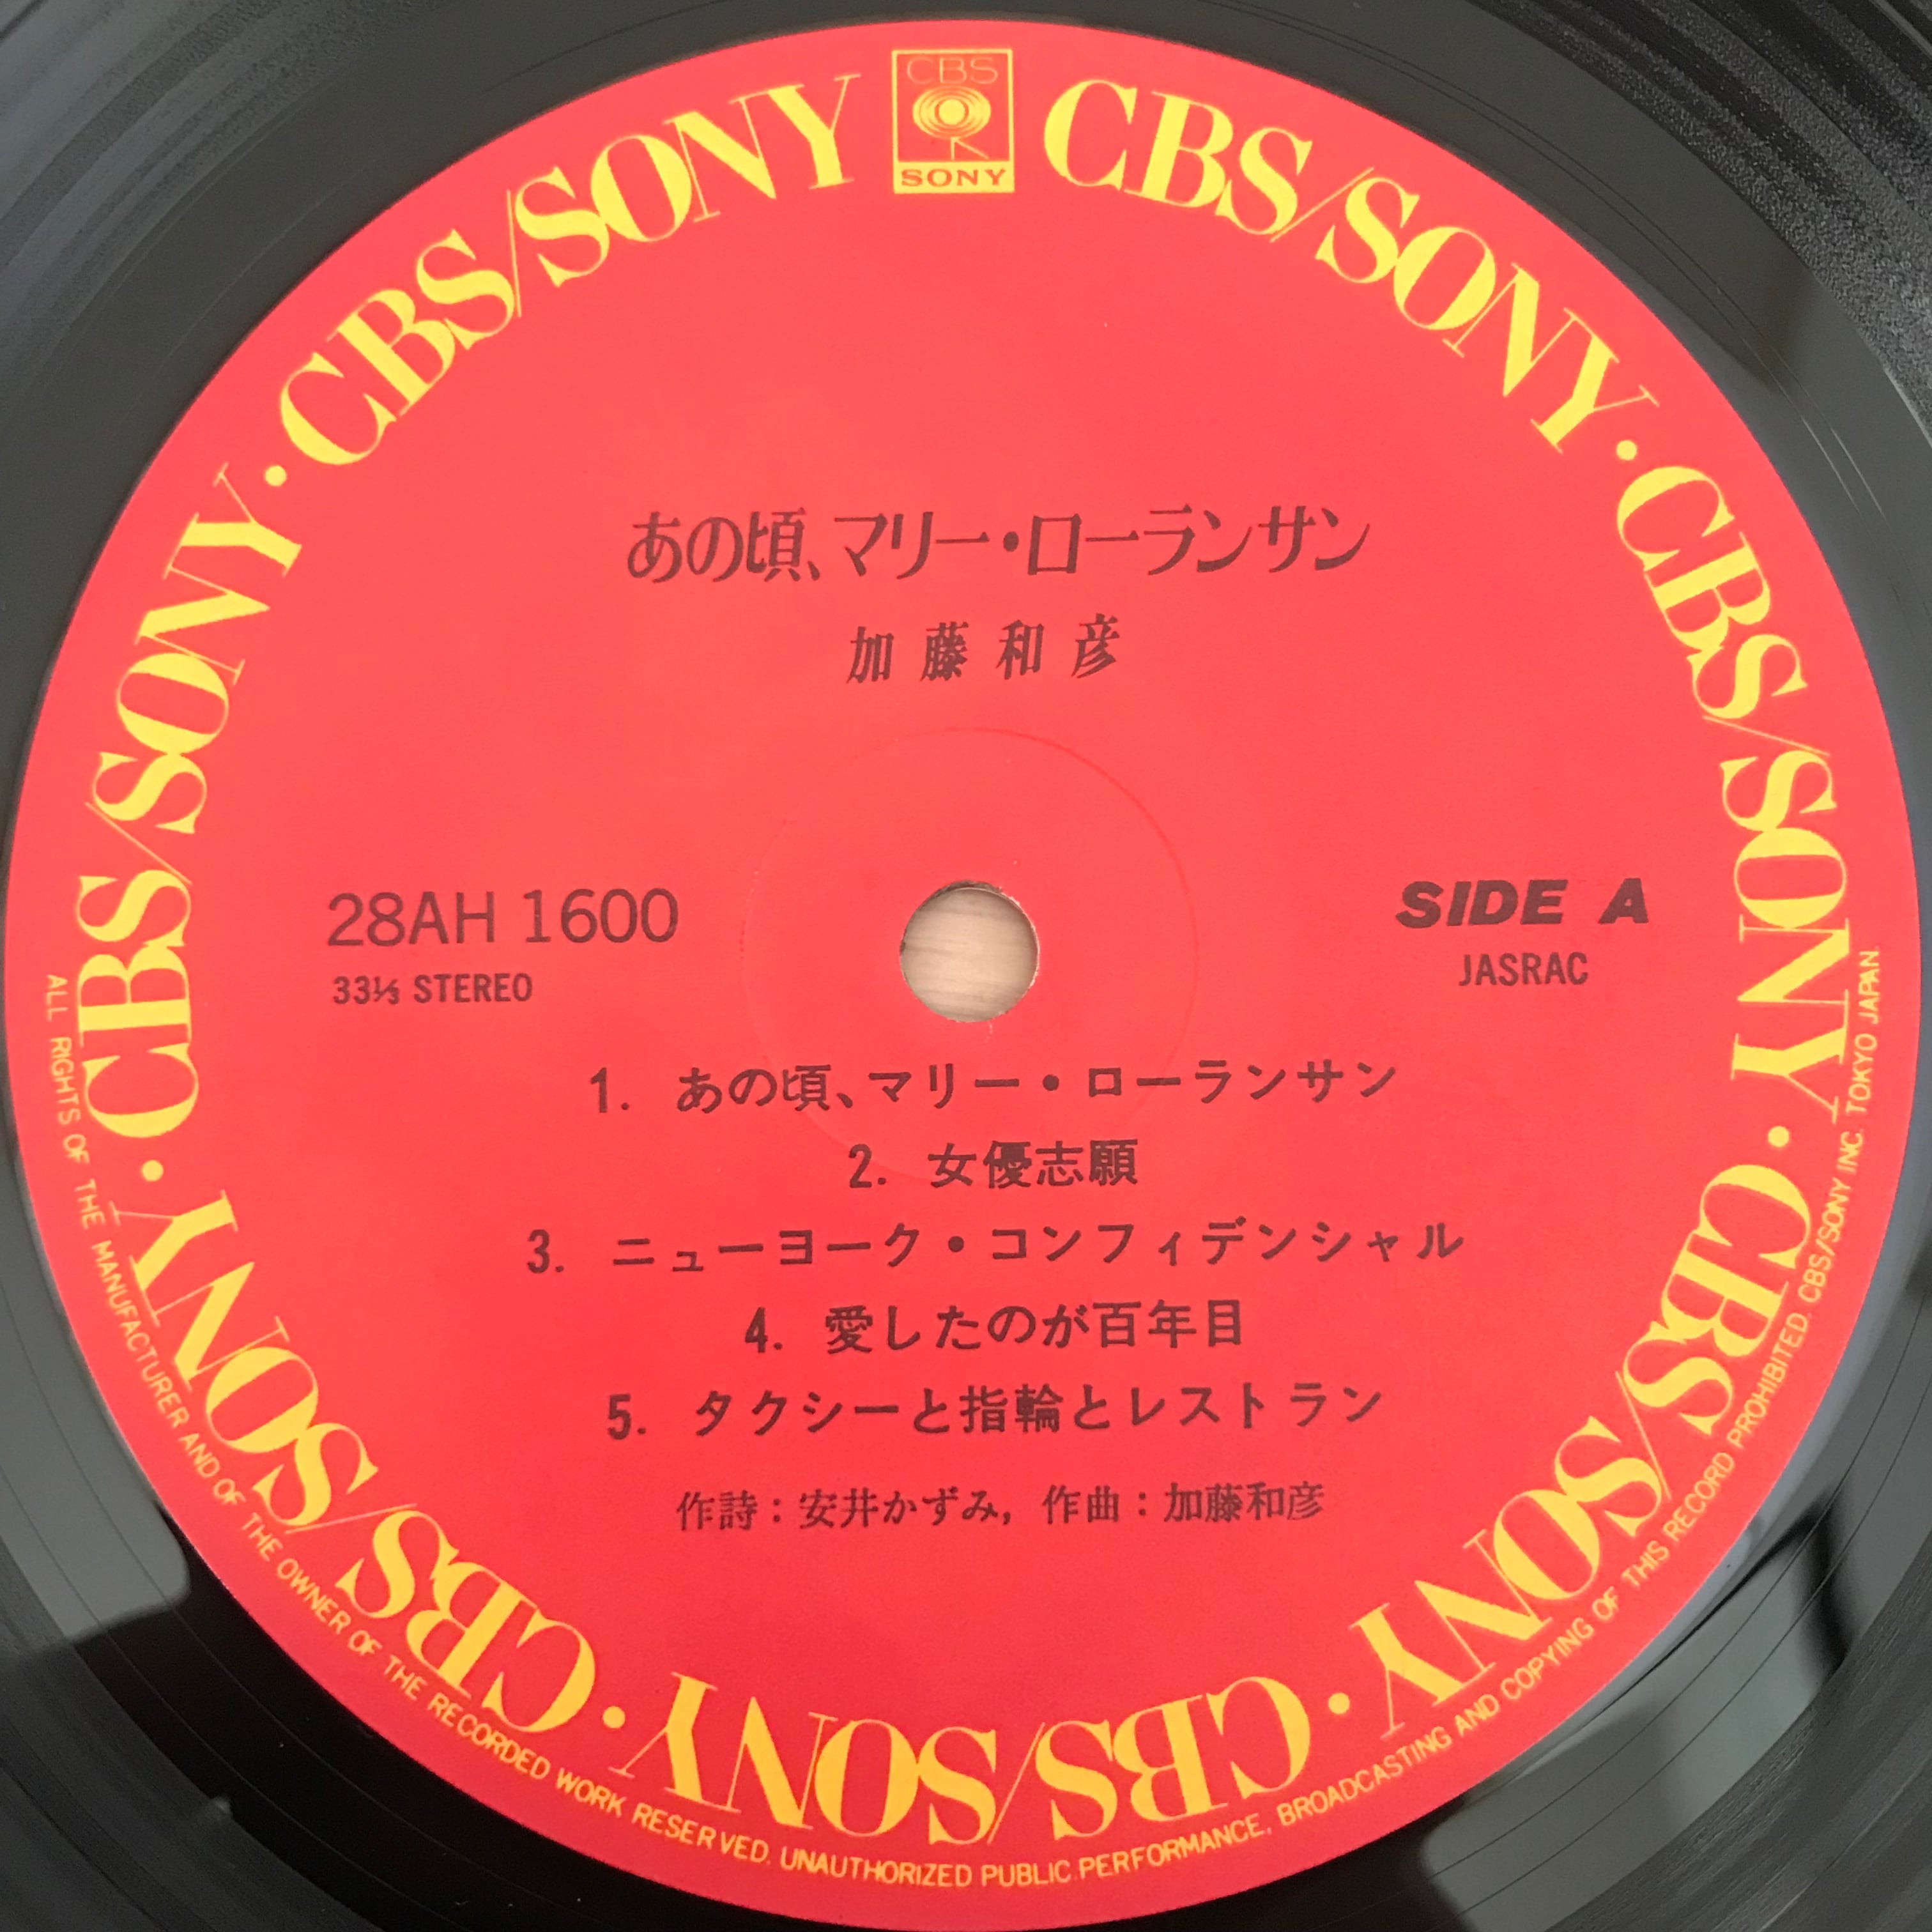 CBS
SONY
CBS/SONY · CBS/SONY · CBS/SONY · CBS/SONY · CBS/SONY · CBS/SONY · CBS/SONY · CBS/SONY
あの頃、マリー・ローランサン
加藤和彦
28AH 1600
33⅓ STEREO
SIDE A
JASRAC
1. あの頃、マリー・ローランサン
2. 女優志願
3. ニューヨーク・コンフィデンシャル
4. 愛したのが百年目
5. タクシーと指輪とレストラン
作詩：安井かずみ, 作曲：加藤和彦
ALL RIGHTS OF THE MANUFACTURER AND OF THE OWNER OF THE RECORDED WORK RESERVED. UNAUTHORIZED PUBLIC PERFORMANCE, BROADCASTING AND COPYING OF THIS RECORD PROHIBITED. CBS/SONY INC. TOKYO JAPAN